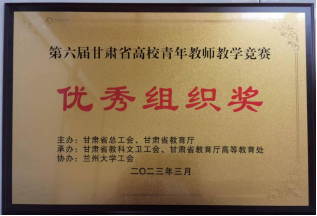 第六届甘肃省高校青年教师教学竞赛
优秀组织奖
主办：甘肃省总工会、甘肃省教育厅
承办：甘肃省教科文卫工会、甘肃省教育厅高等教育处
协办：兰州大学工会
二〇二三年三月